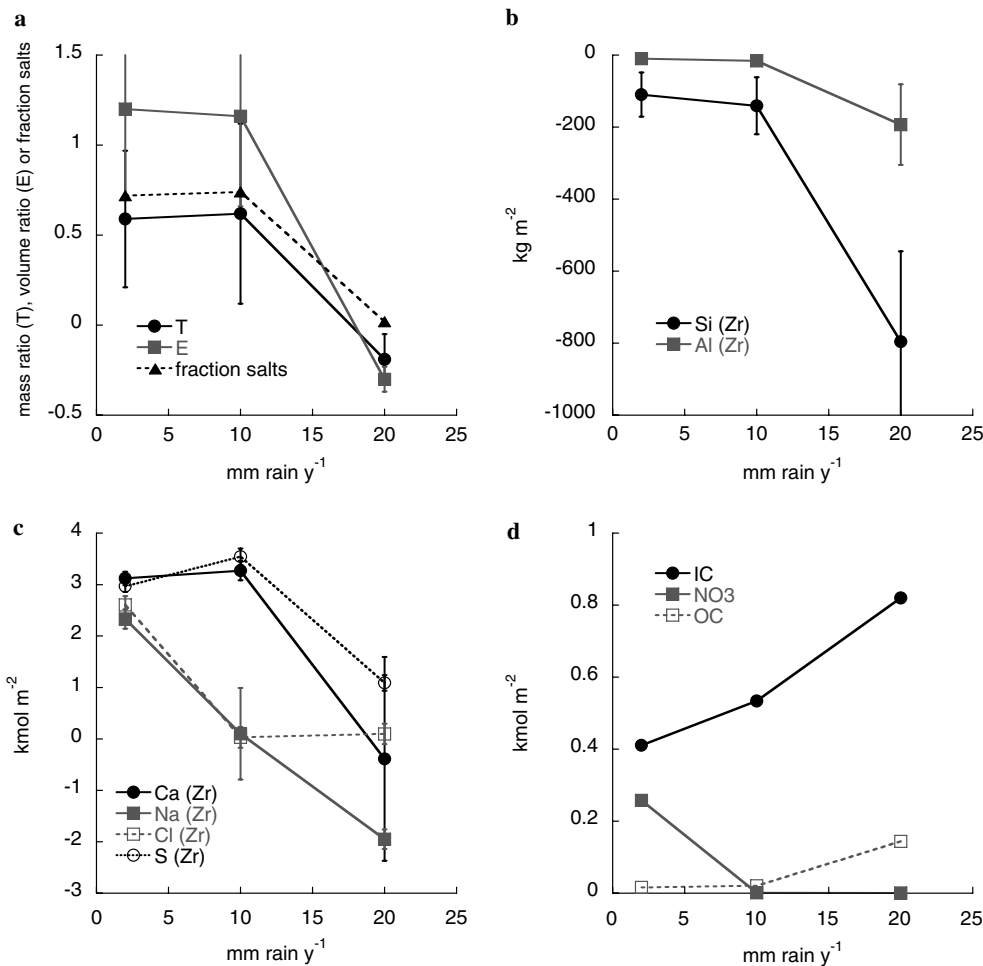 a
mass ratio (T), volume ratio (E) or fraction salts
1.5
1
0.5
0
-0.5
T
E
fraction salts
0 5 10 15 20 25
mm rain y-1
b
kg m-2
0
-200
-400
-600
-800
-1000
Si (Zr)
Al (Zr)
0 5 10 15 20 25
mm rain y-1
c
kmol m-2
4
3
2
1
0
-1
-2
-3
Ca (Zr)
Na (Zr)
Cl (Zr)
S (Zr)
0 5 10 15 20 25
mm rain y-1
d
kmol m-2
1
0.8
0.6
0.4
0.2
0
IC
NO3
OC
0 5 10 15 20 25
mm rain y-1